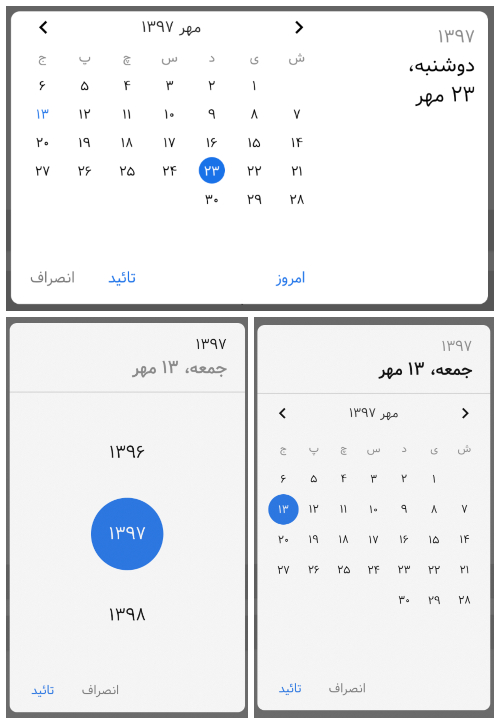 ۱۳۹۷
دوشنبه،
۲۳ مهر
مهر ۱۳۹۷
ش ی د س چ پ ج
۱ ۲ ۳ ۴ ۵ ۶
۷ ۸ ۹ ۱۰ ۱۱ ۱۲ ۱۳
۱۴ ۱۵ ۱۶ ۱۷ ۱۸ ۱۹ ۲۰
۲۱ ۲۲ ۲۳ ۲۴ ۲۵ ۲۶ ۲۷
۲۸ ۲۹ ۳۰
امروز تائید انصراف
۱۳۹۷
جمعه، ۱۳ مهر
مهر ۱۳۹۷
ش ی د س چ پ ج
۱ ۲ ۳ ۴ ۵ ۶
۷ ۸ ۹ ۱۰ ۱۱ ۱۲ ۱۳
۱۴ ۱۵ ۱۶ ۱۷ ۱۸ ۱۹ ۲۰
۲۱ ۲۲ ۲۳ ۲۴ ۲۵ ۲۶ ۲۷
۲۸ ۲۹ ۳۰
انصراف تائید
۱۳۹۷
جمعه، ۱۳ مهر
۱۳۹۶
۱۳۹۷
۱۳۹۸
انصراف تائید